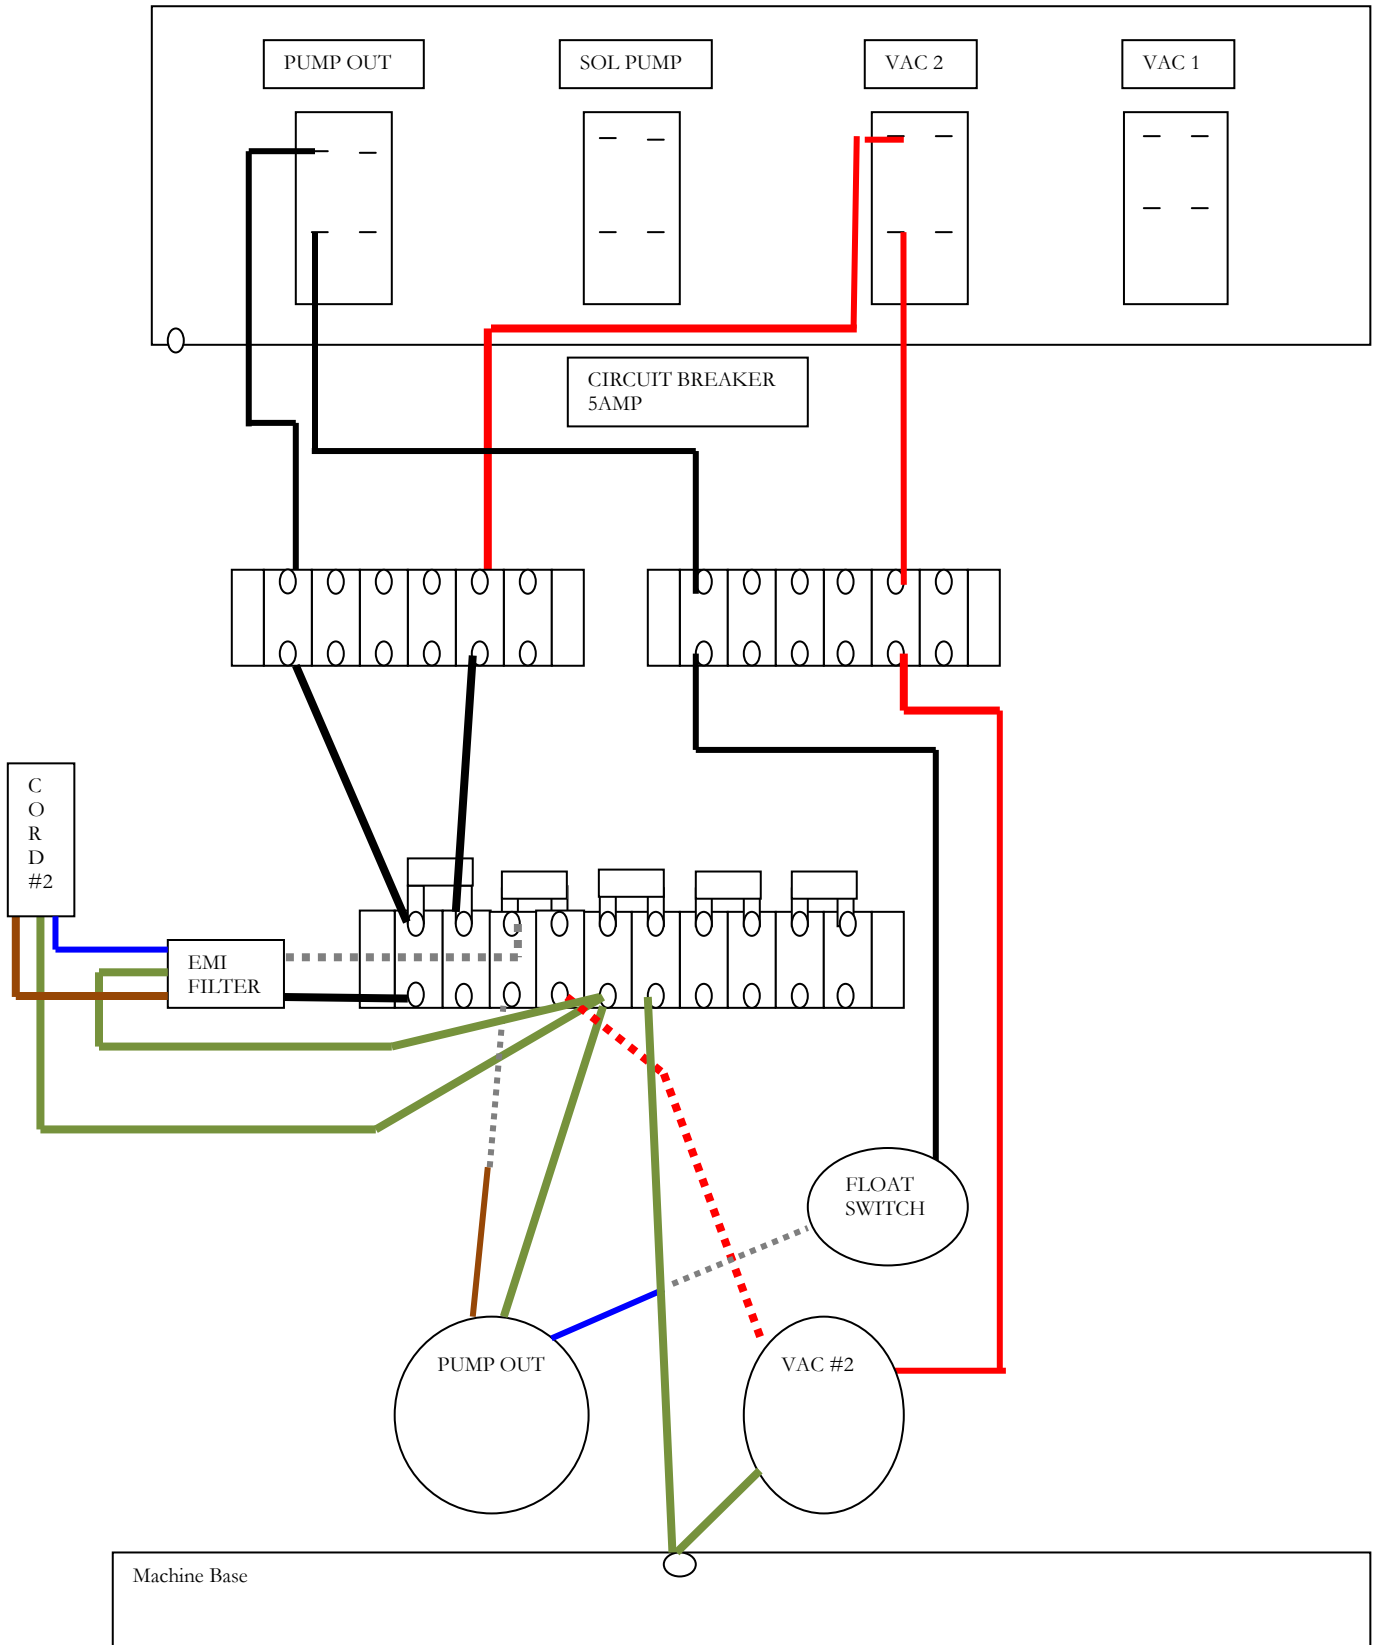 PUMP OUT
SOL PUMP
VAC 2
VAC 1
CIRCUIT BREAKER
5AMP
C
O
R
D
#2
EMI
FILTER
FLOAT
SWITCH
PUMP OUT
VAC #2
Machine Base